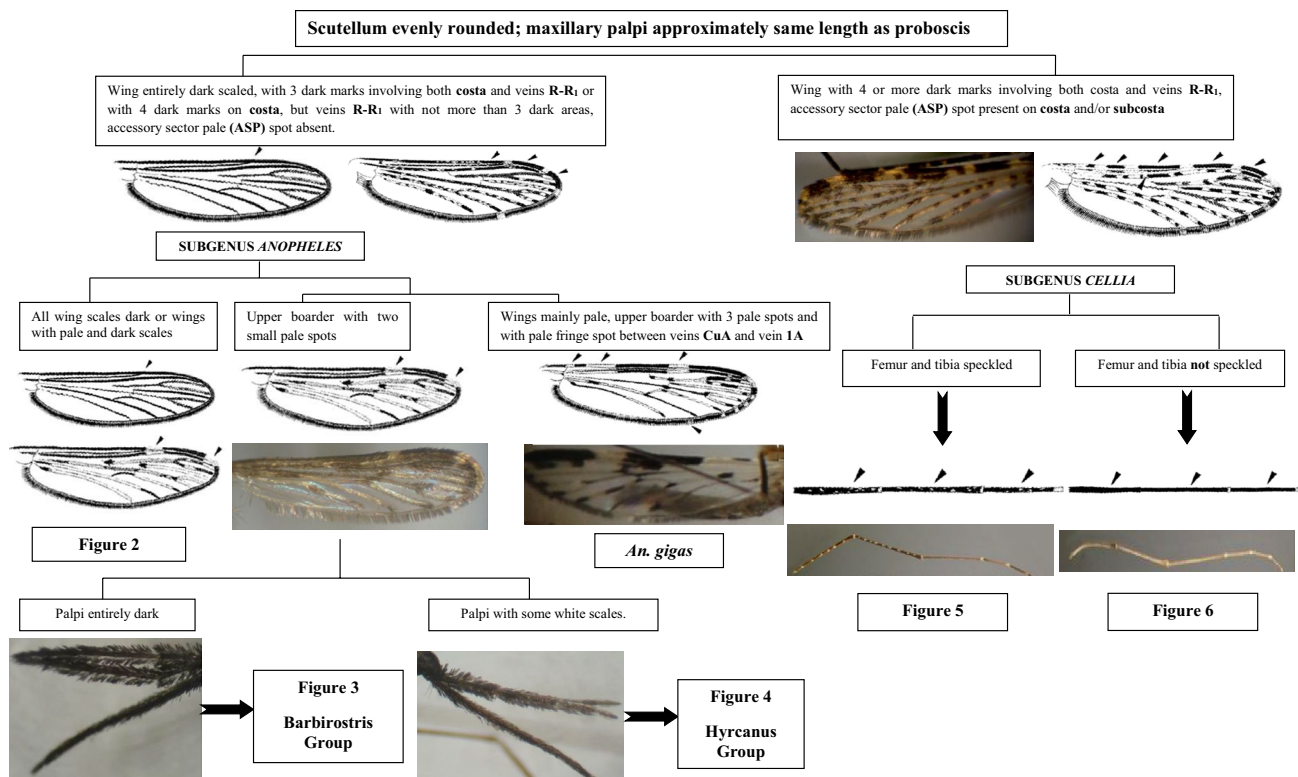 Scutellum evenly rounded; maxillary palpi approximately same length as proboscis
Wing entirely dark scaled, with 3 dark marks involving both costa and veins R-R₁ or
with 4 dark marks on costa, but veins R-R₁ with not more than 3 dark areas,
accessory sector pale (ASP) spot absent.
Wing with 4 or more dark marks involving both costa and veins R-R₁,
accessory sector pale (ASP) spot present on costa and/or subcosta
SUBGENUS ANOPHELES
SUBGENUS CELLIA
All wing scales dark or wings
with pale and dark scales
Upper boarder with two
small pale spots
Wings mainly pale, upper boarder with 3 pale spots and
with pale fringe spot between veins CuA and vein 1A
Femur and tibia speckled
Femur and tibia not speckled
Figure 2
An. gigas
Figure 5
Figure 6
Palpi entirely dark
Palpi with some white scales.
Figure 3
Barbirostris
Group
Figure 4
Hyrcanus
Group